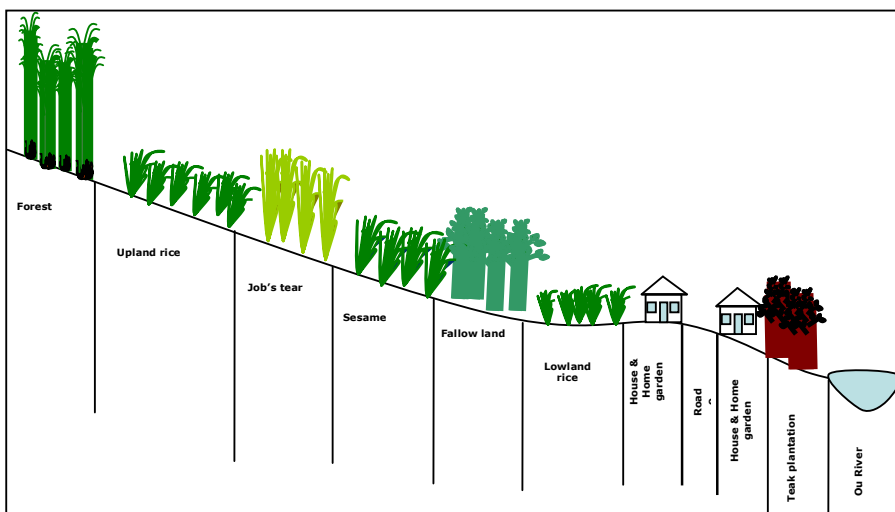 Forest
Upland rice
Job's tear
Sesame
Fallow land
Lowland
rice
House &
Home
garden
Road
House & Home
garden
Teak plantation
Ou River